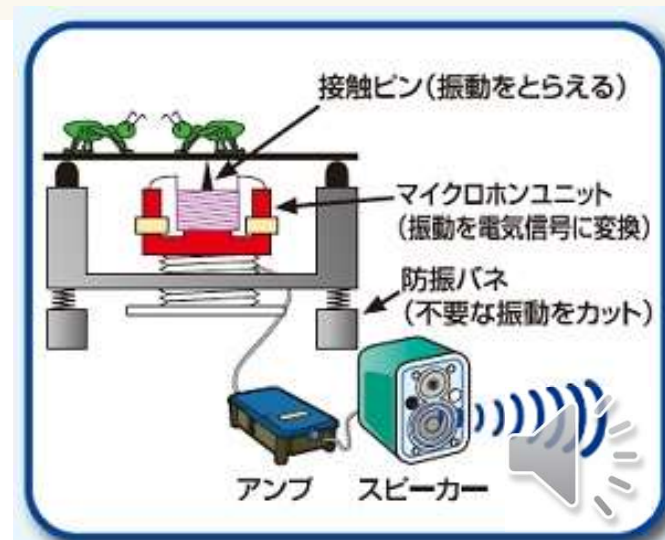 接触ピン(振動をとらえる)
マイクロホンユニット
(振動を電気信号に変換)
防振バネ
(不要な振動をカット)
アンプ
スピーカー